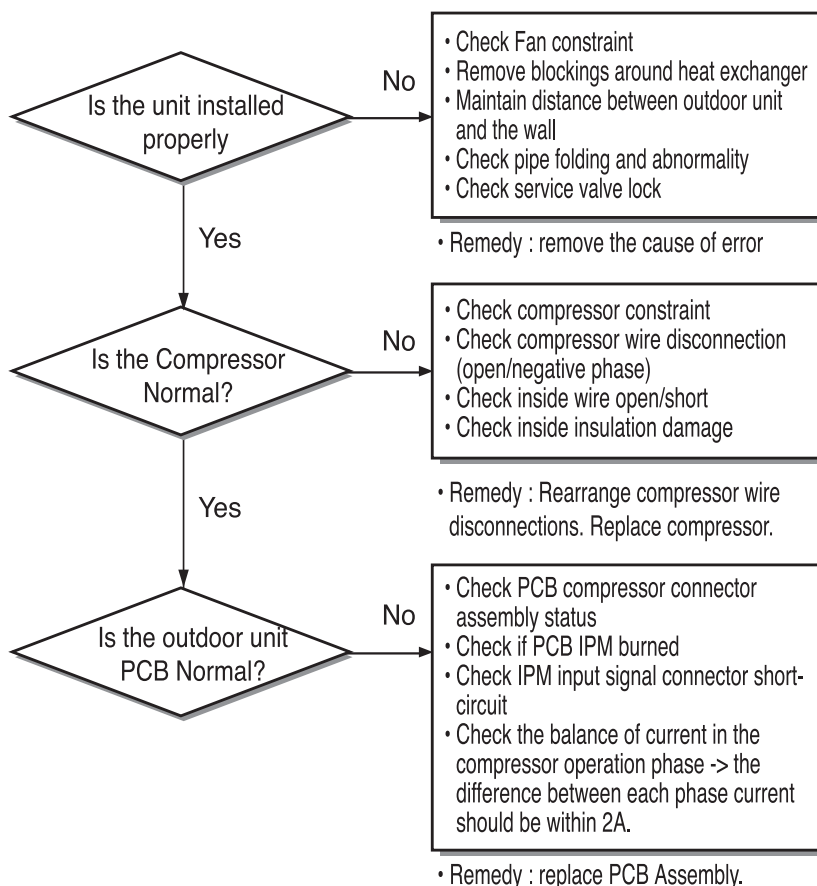 Is the unit installed
properly
No
• Check Fan constraint
• Remove blockings around heat exchanger
• Maintain distance between outdoor unit
and the wall
• Check pipe folding and abnormality
• Check service valve lock
• Remedy : remove the cause of error
Yes
Is the Compressor
Normal?
No
• Check compressor constraint
• Check compressor wire disconnection
(open/negative phase)
• Check inside wire open/short
• Check inside insulation damage
• Remedy : Rearrange compressor wire
disconnections. Replace compressor.
Yes
Is the outdoor unit
PCB Normal?
No
• Check PCB compressor connector
assembly status
• Check if PCB IPM burned
• Check IPM input signal connector short-
circuit
• Check the balance of current in the
compressor operation phase -> the
difference between each phase current
should be within 2A.
• Remedy : replace PCB Assembly.